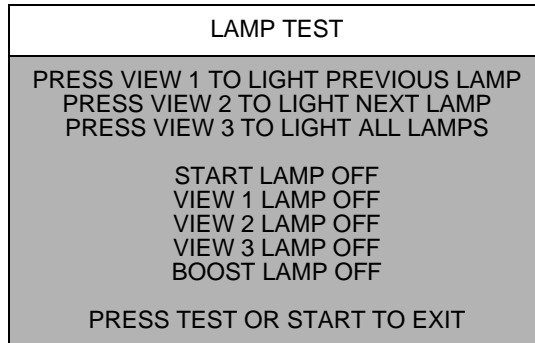 LAMP TEST
PRESS VIEW 1 TO LIGHT PREVIOUS LAMP
PRESS VIEW 2 TO LIGHT NEXT LAMP
PRESS VIEW 3 TO LIGHT ALL LAMPS
START LAMP OFF
VIEW 1 LAMP OFF
VIEW 2 LAMP OFF
VIEW 3 LAMP OFF
BOOST LAMP OFF
PRESS TEST OR START TO EXIT